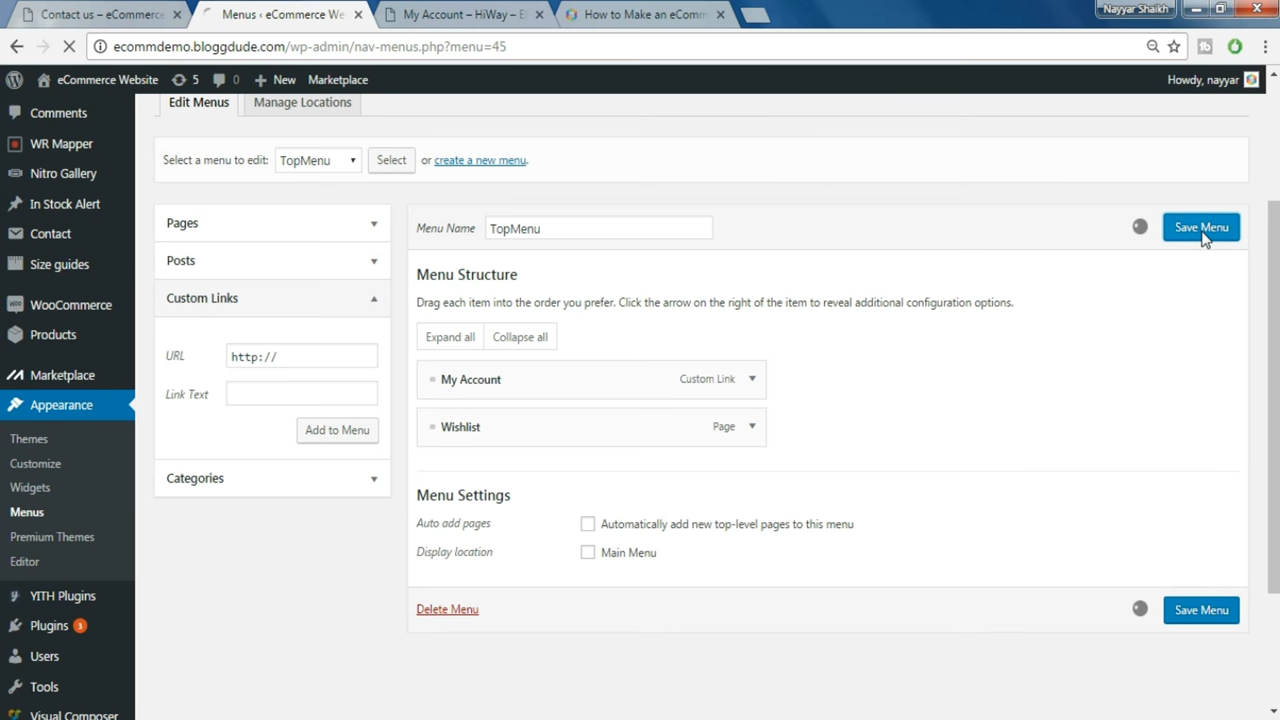 Contact us – eCommerce
Menus ‹ eCommerce We
My Account – HiWay – E
How to Make an eComm
Nayyar Shaikh
ecommdemo.bloggdude.com/wp-admin/nav-menus.php?menu=45
eCommerce Website
5
0
New
Marketplace
Howdy, nayyar
Comments
WR Mapper
Nitro Gallery
In Stock Alert
Contact
Size guides
WooCommerce
Products
Marketplace
Appearance
Themes
Customize
Widgets
Menus
Premium Themes
Editor
YITH Plugins
Plugins 3
Users
Tools
Visual Composer
Edit Menus
Manage Locations
Select a menu to edit: TopMenu Select or create a new menu.
Pages
Posts
Custom Links
URL http://
Link Text
Add to Menu
Categories
Menu Name TopMenu
Save Menu
Menu Structure
Drag each item into the order you prefer. Click the arrow on the right of the item to reveal additional configuration options.
Expand all Collapse all
My Account Custom Link
Wishlist Page
Menu Settings
Auto add pages Automatically add new top-level pages to this menu
Display location Main Menu
Delete Menu
Save Menu